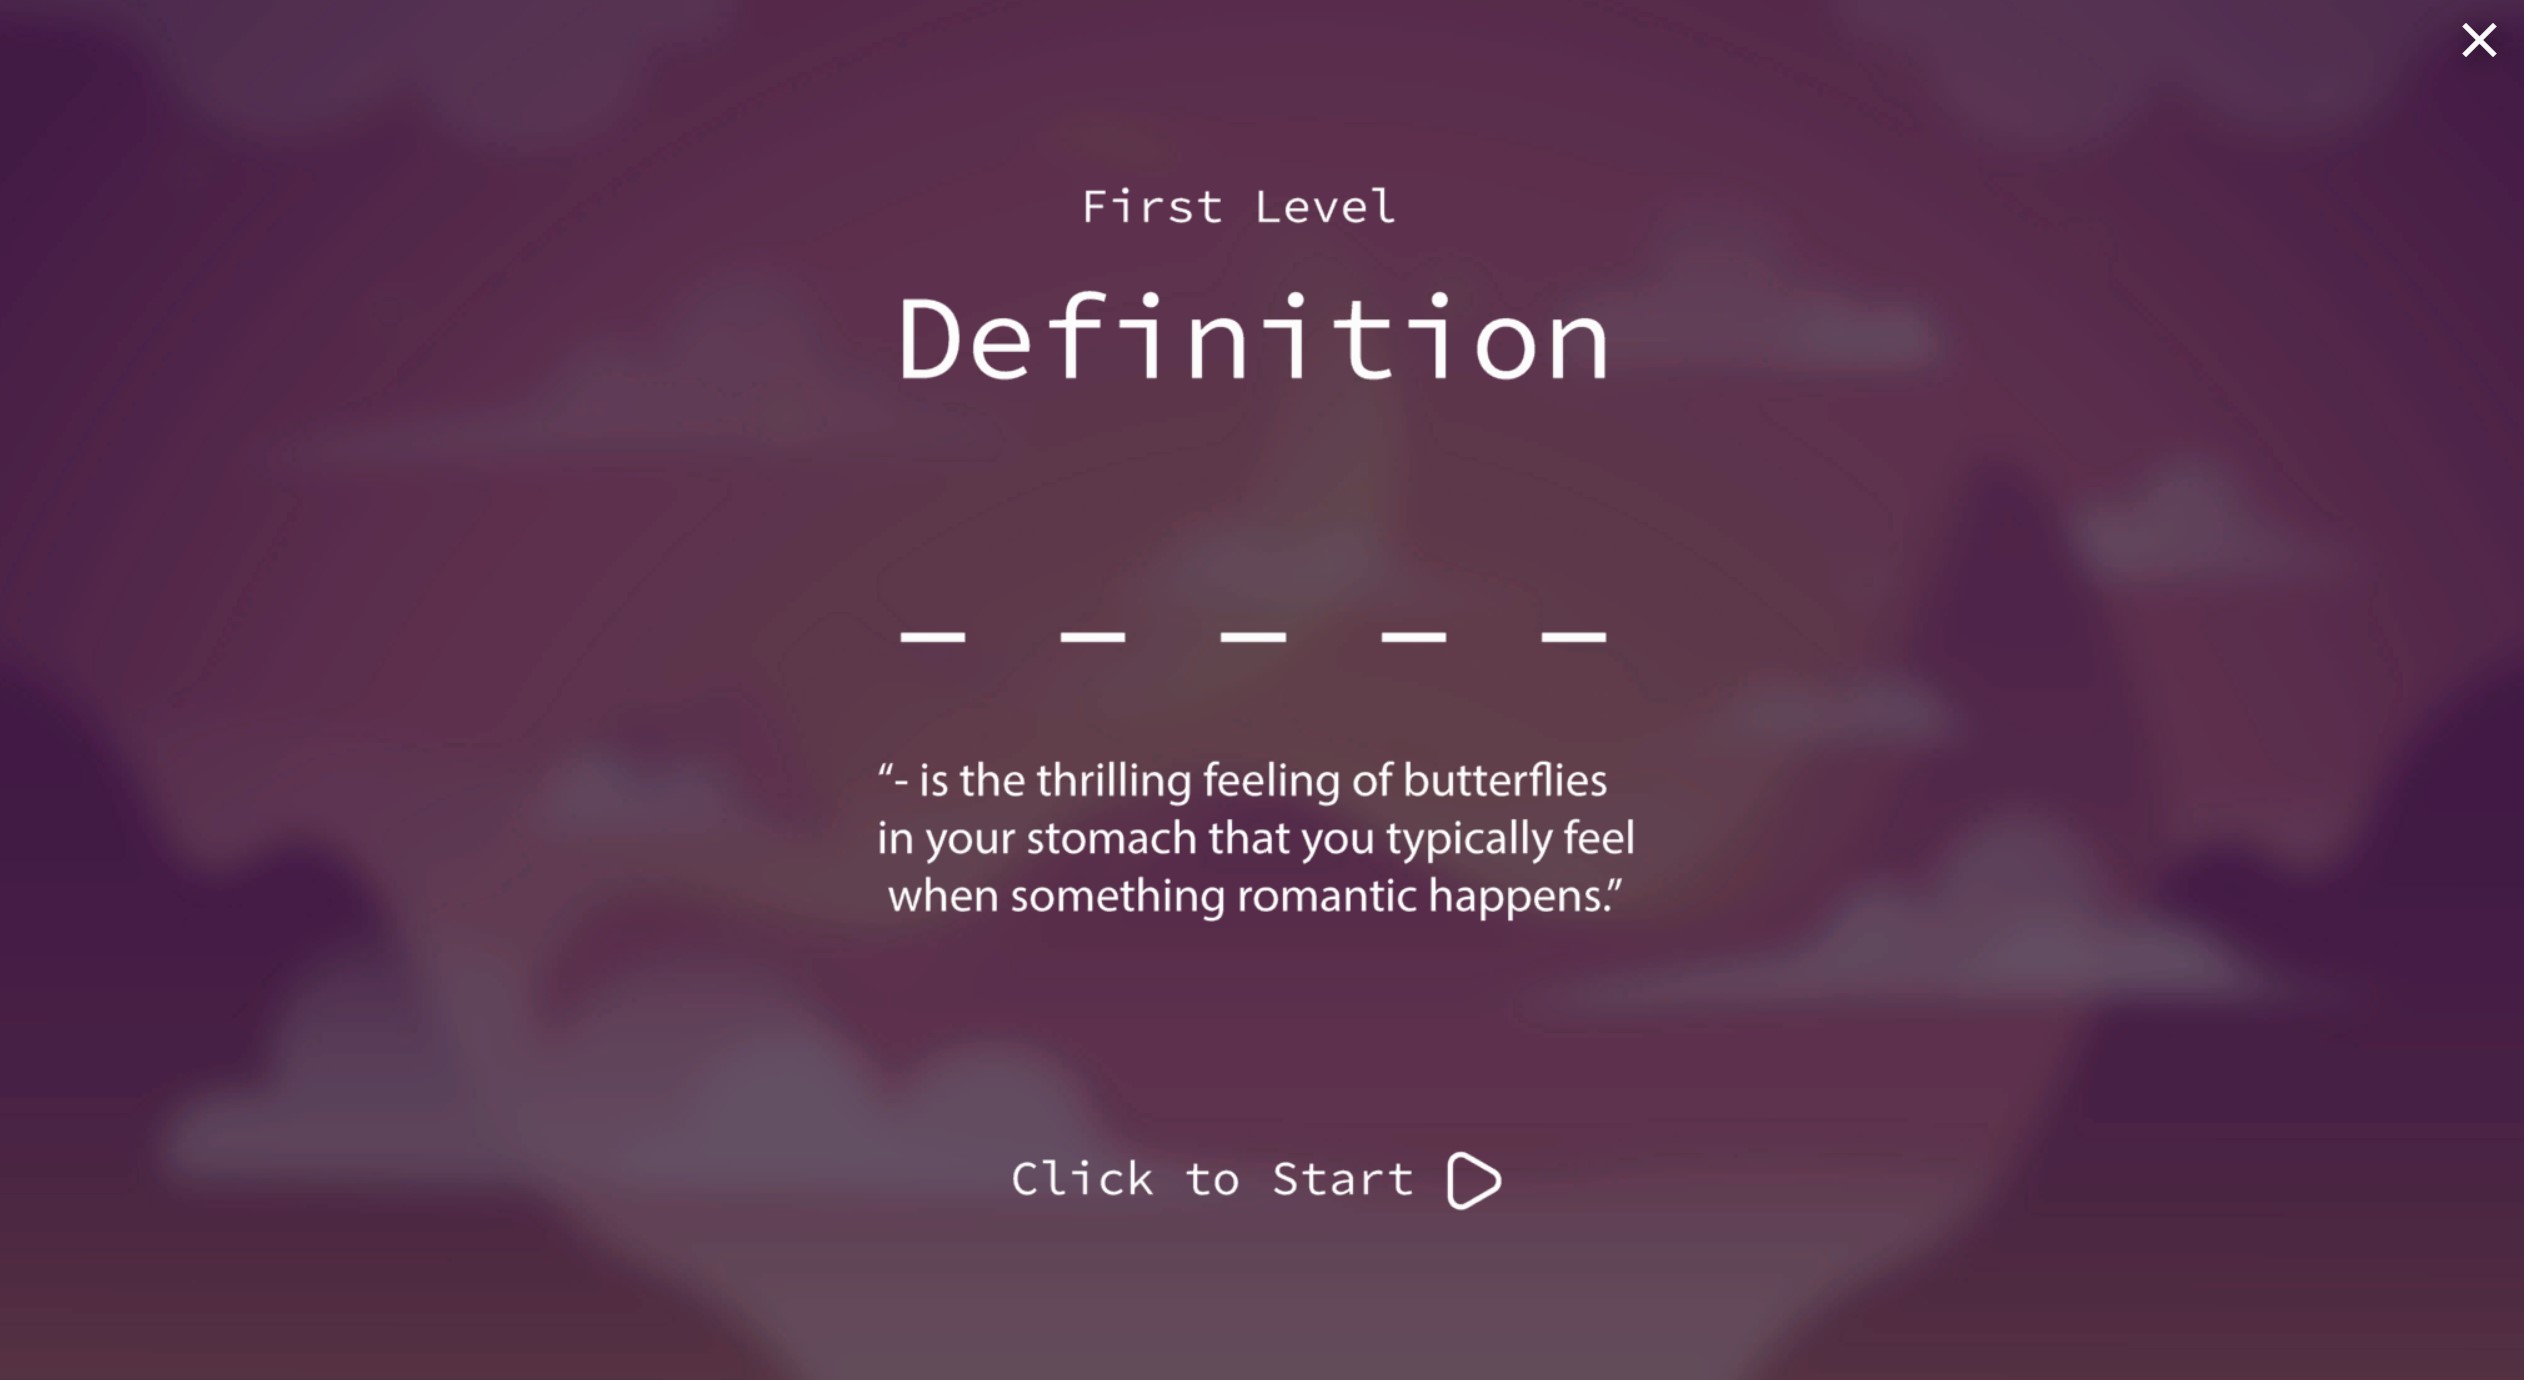 First Level
Definition
_ _ _ _ _
“- is the thrilling feeling of butterflies
in your stomach that you typically feel
when something romantic happens.”
Click to Start